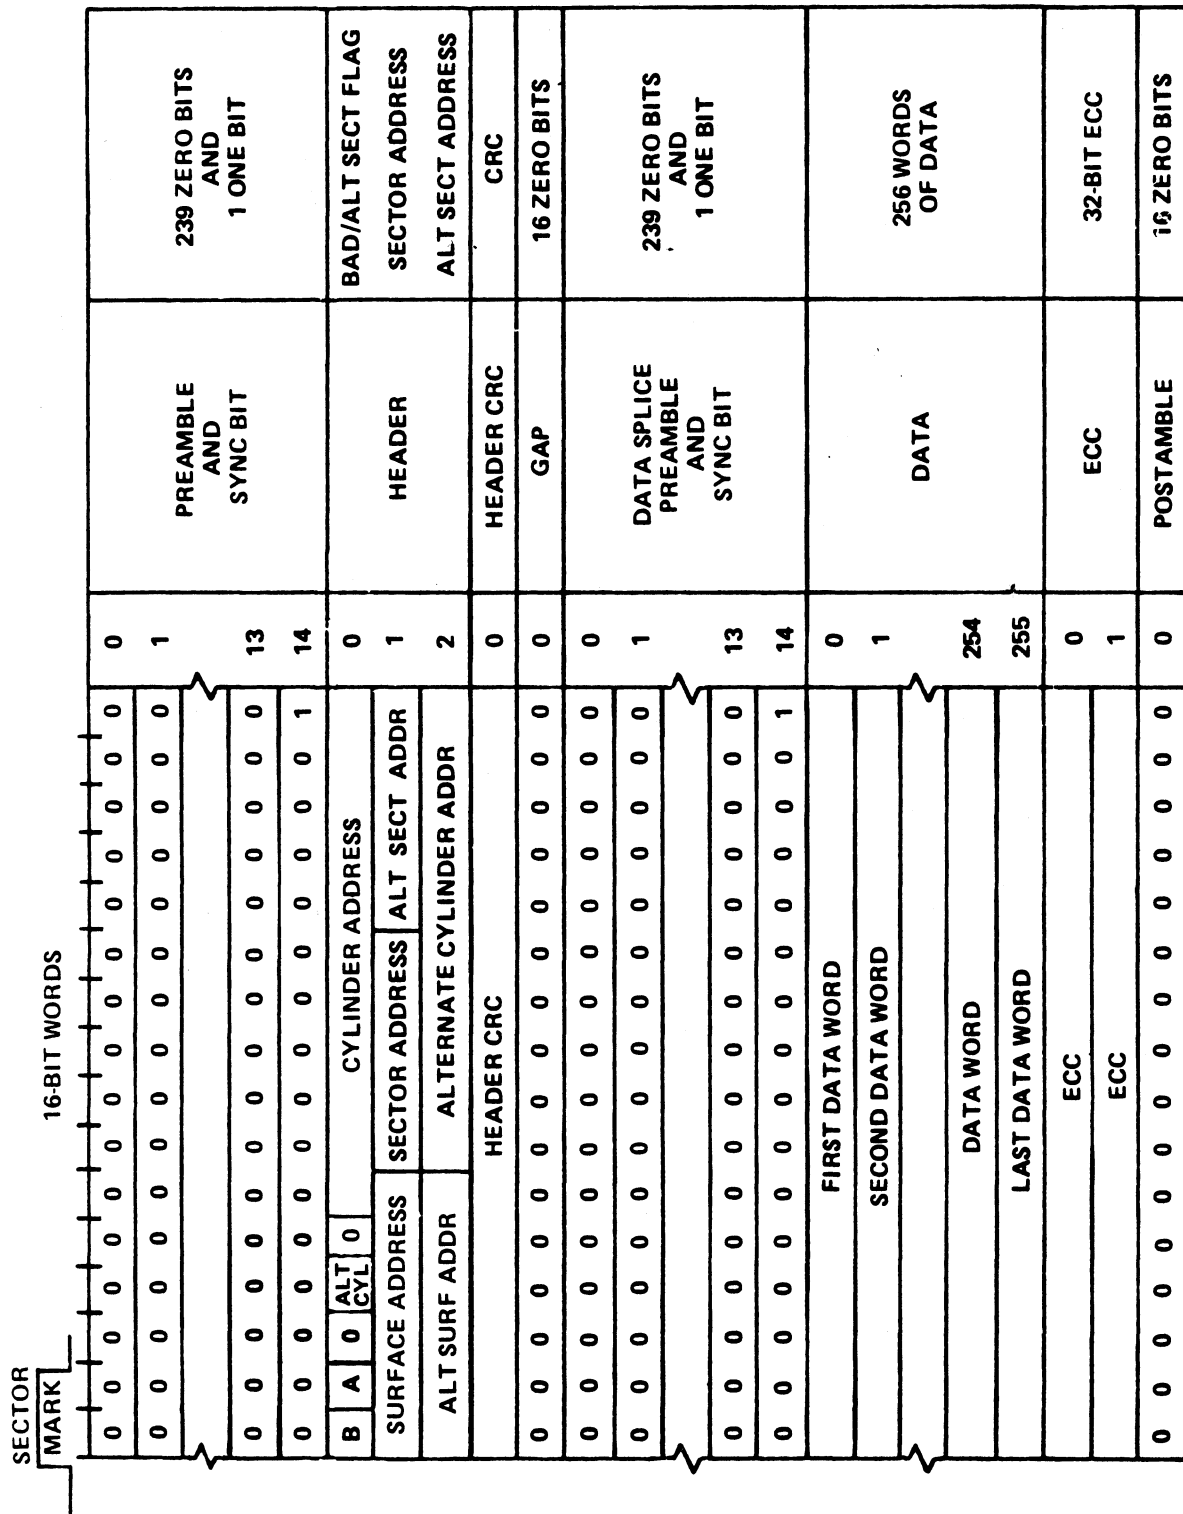 SECTOR
MARK
16-BIT WORDS
0 0 0 0 0 0 0 0 0 0 0 0 0 0 0 0 0
0 0 0 0 0 0 0 0 0 0 0 0 0 0 0 0 1
0 0 0 0 0 0 0 0 0 0 0 0 0 0 0 0 13
0 0 0 0 0 0 0 0 0 0 0 0 0 0 0 1 14
PREAMBLE
AND
SYNC BIT
239 ZERO BITS
AND
1 ONE BIT
B A 0 ALT CYL 0 CYLINDER ADDRESS 0 BAD/ALT SECT FLAG
SURFACE ADDRESS SECTOR ADDRESS ALT SECT ADDR 1 HEADER SECTOR ADDRESS
ALT SURF ADDR ALTERNATE CYLINDER ADDR 2 ALT SECT ADDRESS
HEADER CRC 0 HEADER CRC CRC
0 0 0 0 0 0 0 0 0 0 0 0 0 0 0 0 0 GAP 16 ZERO BITS
0 0 0 0 0 0 0 0 0 0 0 0 0 0 0 0 0
0 0 0 0 0 0 0 0 0 0 0 0 0 0 0 0 1
0 0 0 0 0 0 0 0 0 0 0 0 0 0 0 0 13
0 0 0 0 0 0 0 0 0 0 0 0 0 0 0 1 14
DATA SPLICE
PREAMBLE
AND
SYNC BIT
239 ZERO BITS
AND
1 ONE BIT
FIRST DATA WORD 0
SECOND DATA WORD 1
DATA WORD 254
LAST DATA WORD 255
DATA
256 WORDS
OF DATA
ECC 0
ECC 1
ECC
32-BIT ECC
0 0 0 0 0 0 0 0 0 0 0 0 0 0 0 0 0 POSTAMBLE 16 ZERO BITS